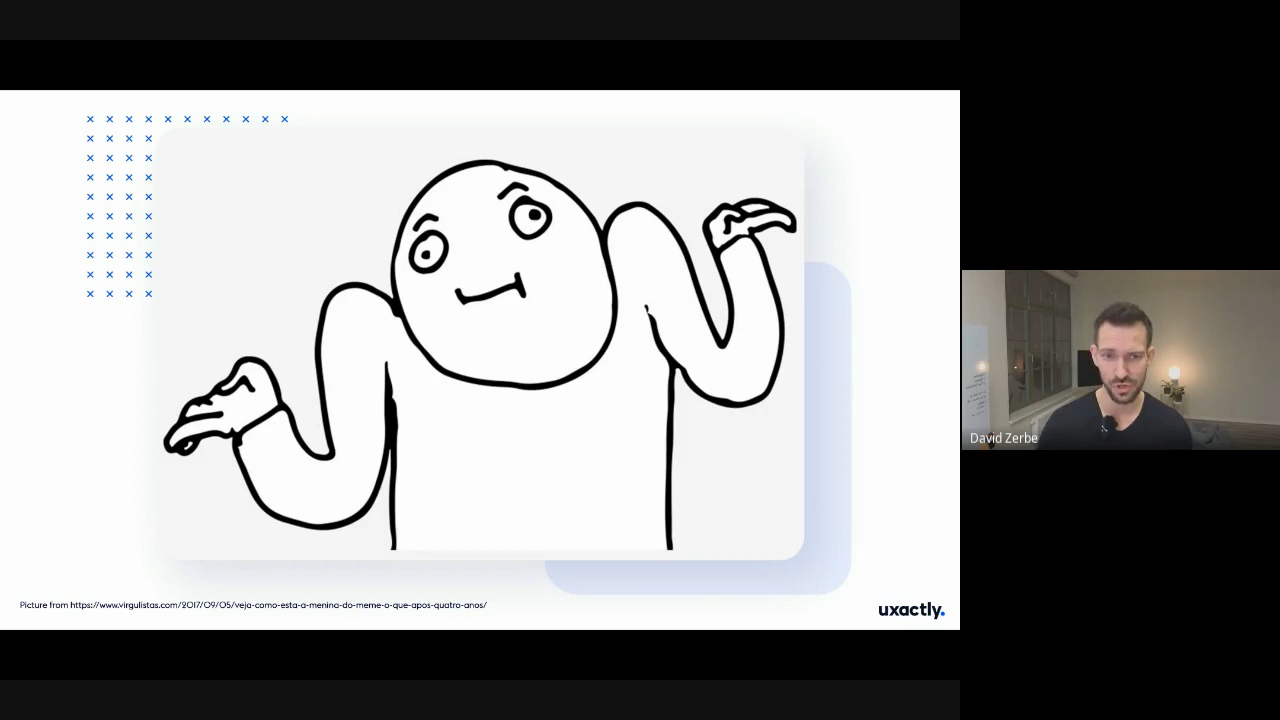 Picture from https://www.virgulistas.com/2017/09/05/veja-como-esta-a-menina-do-meme-o-que-apos-quatro-anos/
uxactly.
David Zerbe